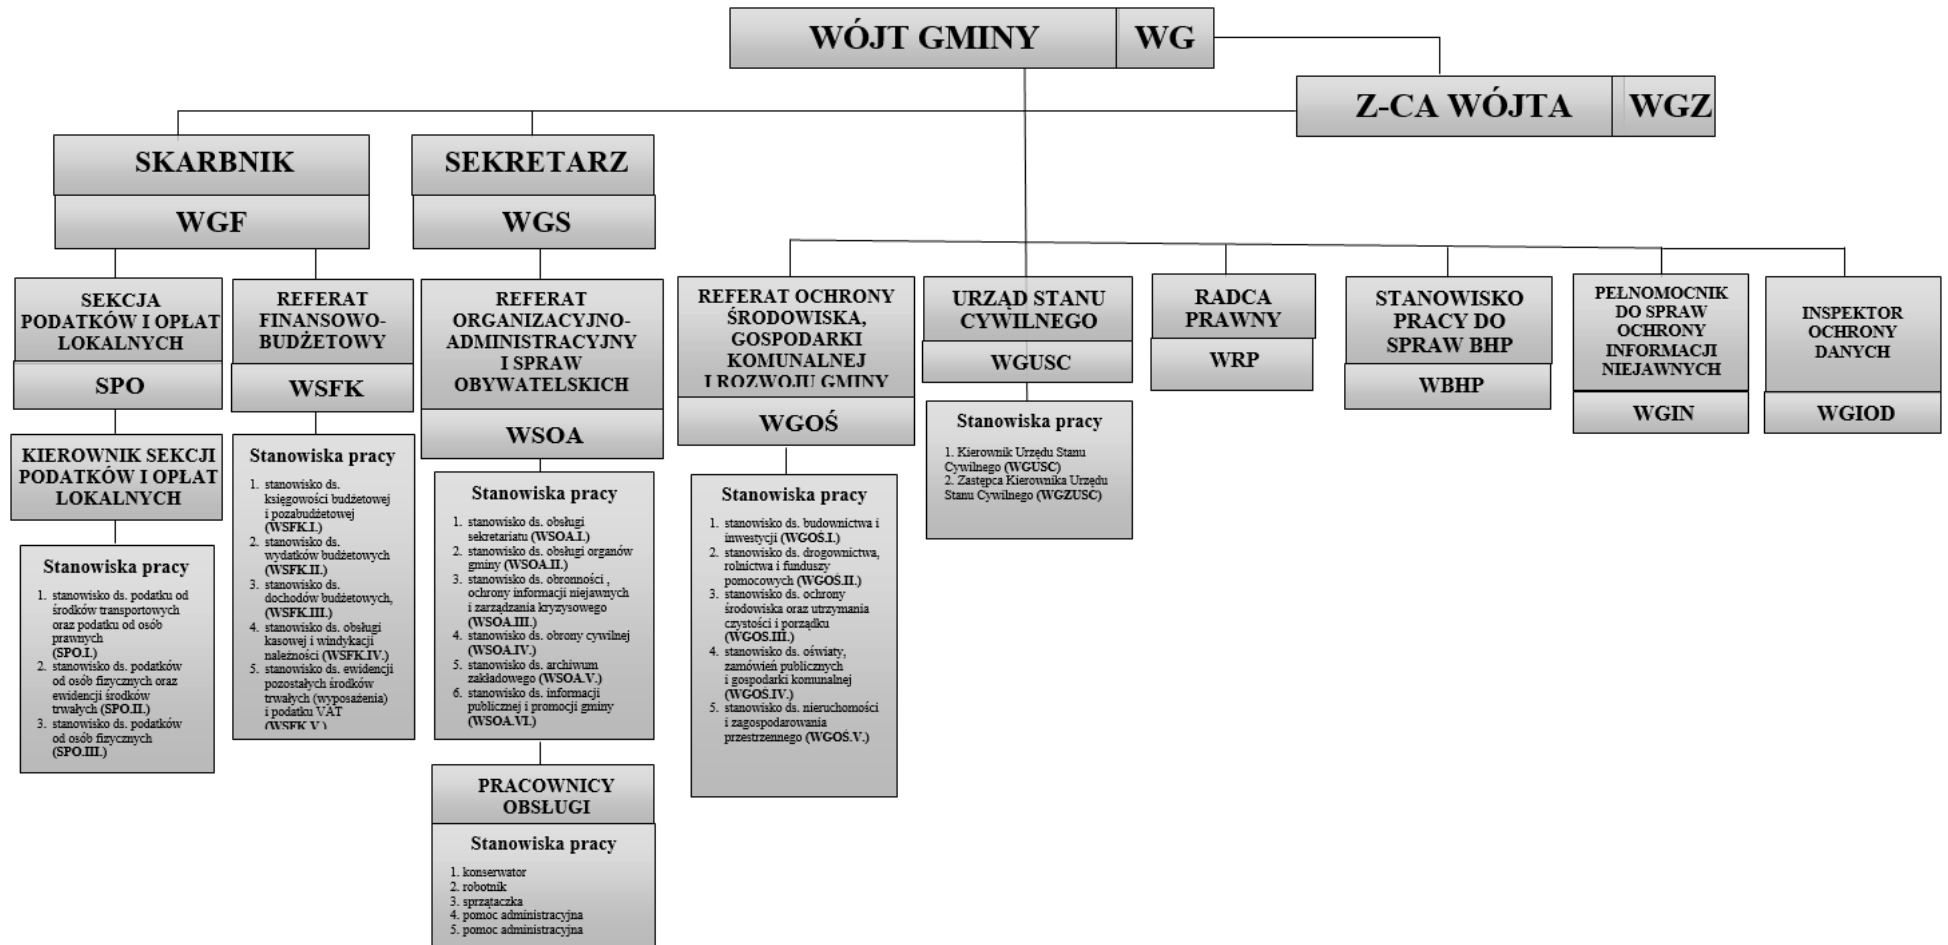 WÓJT GMINY WG
Z-CA WÓJTA WGZ
SKARBNIK
WGF
SEKRETARZ
WGS
SEKCJA
PODATKÓW I OPŁAT
LOKALNYCH
SPO
KIEROWNIK SEKCJI
PODATKÓW I OPŁAT
LOKALNYCH
Stanowiska pracy
1. stanowisko ds. podatku od
środków transportowych
oraz podatku od osób
prawnych
(SPO.I.)
2. stanowisko ds. podatków
od osób fizycznych oraz
ewidencji środków
trwałych (SPO.II.)
3. stanowisko ds. podatków
od osób fizycznych
(SPO.III.)
REFERAT
FINANSOWO-
BUDŻETOWY
WSFK
Stanowiska pracy
1. stanowisko ds.
księgowości budżetowej
i pozabudżetowej
(WSFK.I.)
2. stanowisko ds.
wydatków budżetowych
(WSFK.II.)
3. stanowisko ds.
dochodów budżetowych,
(WSFK.III.)
4. stanowisko ds. obsługi
kasowej i windykacji
należności (WSFK.IV.)
5. stanowisko ds. ewidencji
pozostałych środków
trwałych (wyposażenia)
i podatku VAT
(WSFK.V.)
REFERAT
ORGANIZACYJNO-
ADMINISTRACYJNY
I SPRAW
OBYWATELSKICH
WSOA
Stanowiska pracy
1. stanowisko ds. obsługi
sekretariatu (WSOA.I.)
2. stanowisko ds. obsługi organów
gminy (WSOA.II.)
3. stanowisko ds. obronności ,
ochrony informacji niejawnych
i zarządzania kryzysowego
(WSOA.III.)
4. stanowisko ds. obrony cywilnej
(WSOA.IV.)
5. stanowisko ds. archiwum
zakładowego (WSOA.V.)
6. stanowisko ds. informacji
publicznej i promocji gminy
(WSOA.VI.)
PRACOWNICY
OBSŁUGI
Stanowiska pracy
1. konserwator
2. robotnik
3. sprzątaczka
4. pomoc administracyjna
5. pomoc administracyjna
REFERAT OCHRONY
ŚRODOWISKA,
GOSPODARKI
KOMUNALNEJ
I ROZWOJU GMINY
WGOŚ
Stanowiska pracy
1. stanowisko ds. budownictwa i
inwestycji (WGOŚ.I.)
2. stanowisko ds. drogownictwa,
rolnictwa i funduszy
pomocowych (WGOŚ.II.)
3. stanowisko ds. ochrony
środowiska oraz utrzymania
czystości i porządku
(WGOŚ.III.)
4. stanowisko ds. oświaty,
zamówień publicznych
i gospodarki komunalnej
(WGOŚ.IV.)
5. stanowisko ds. nieruchomości
i zagospodarowania
przestrzennego (WGOŚ.V.)
URZĄD STANU
CYWILNEGO
WGUSC
Stanowiska pracy
1. Kierownik Urzędu Stanu
Cywilnego (WGUSC)
2. Zastępca Kierownika Urzędu
Stanu Cywilnego (WGZUSC)
RADCA
PRAWNY
WRP
STANOWISKO
PRACY DO
SPRAW BHP
WBHP
PEŁNOMOCNIK
DO SPRAW
OCHRONY
INFORMACJI
NIEJAWNYCH
WGIN
INSPEKTOR
OCHRONY
DANYCH
WGIOD